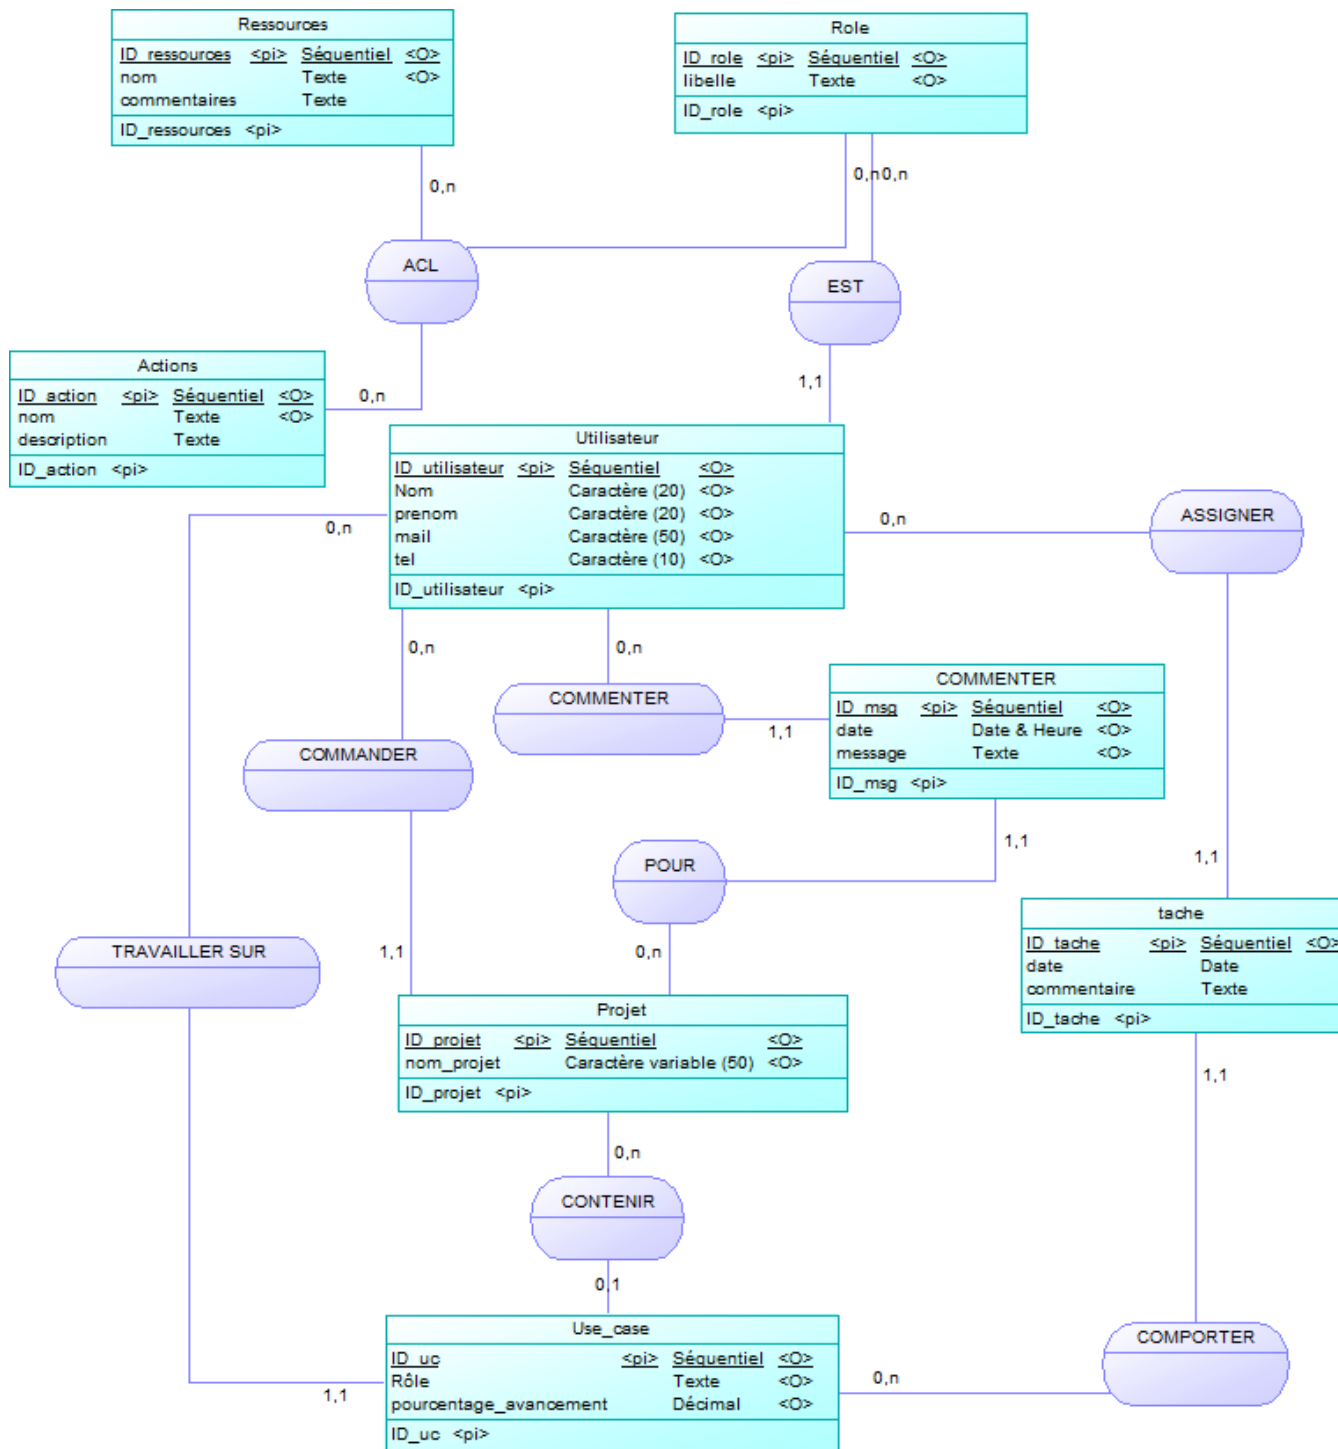 Ressources
ID_ressources <pi> Séquentiel <O>
nom Texte <O>
commentaires Texte
ID_ressources <pi>
Role
ID_role <pi> Séquentiel <O>
libelle Texte <O>
ID_role <pi>
0,n
0,n
0,n
ACL
EST
0,n
1,1
Actions
ID_action <pi> Séquentiel <O>
nom Texte <O>
description Texte
ID_action <pi>
Utilisateur
ID_utilisateur <pi> Séquentiel <O>
Nom Caractère (20) <O>
prenom Caractère (20) <O>
mail Caractère (50) <O>
tel Caractère (10) <O>
ID_utilisateur <pi>
0,n
0,n
ASSIGNER
0,n
0,n
COMMENTER
COMMENTER
ID_msg <pi> Séquentiel <O>
date Date & Heure <O>
message Texte <O>
ID_msg <pi>
1,1
COMMANDER
1,1
1,1
POUR
0,n
1,1
TRAVAILLER SUR
tache
ID_tache <pi> Séquentiel <O>
date Date
commentaire Texte
ID_tache <pi>
Projet
ID_projet <pi> Séquentiel <O>
nom_projet Caractère variable (50) <O>
ID_projet <pi>
1,1
0,n
CONTENIR
0,1
Use_case
ID_uc <pi> Séquentiel <O>
Rôle Texte <O>
pourcentage_avancement Décimal <O>
ID_uc <pi>
1,1
0,n
COMPORTER